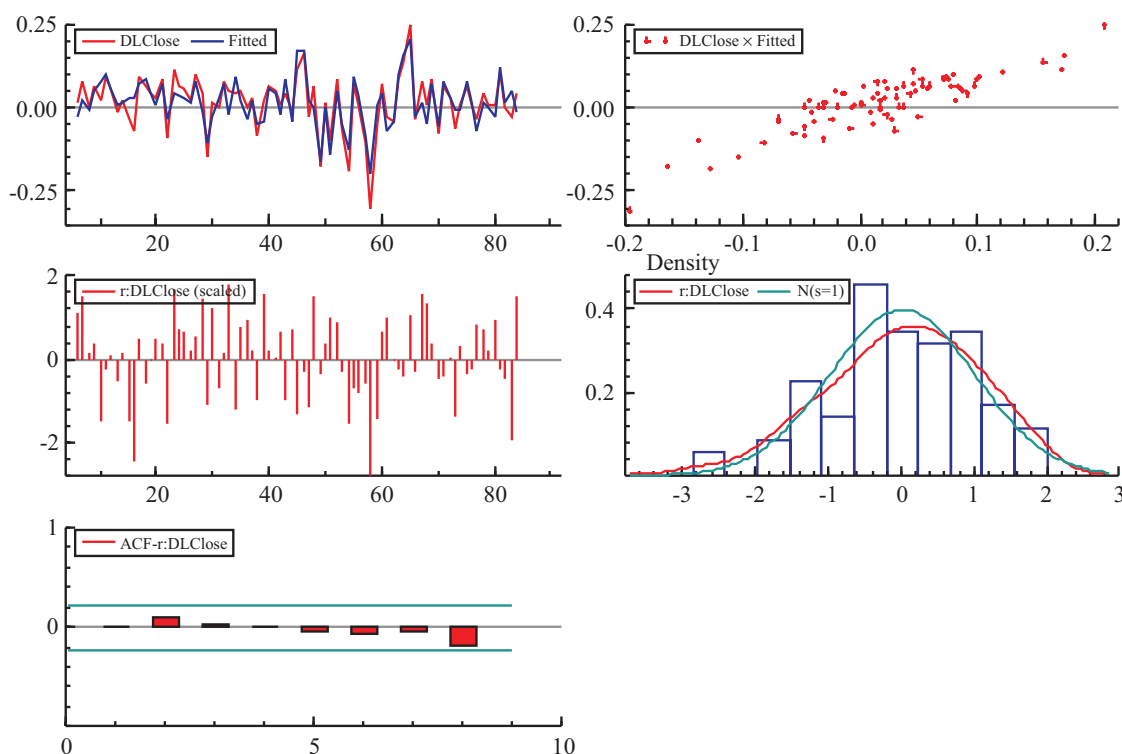 0.25
DLClose Fitted
0.00
-0.25
20 40 60 80
0.25
DLClose × Fitted
0.00
-0.25
-0.2 -0.1 0.0 0.1 0.2
2
r:DLClose (scaled)
0
-2
20 40 60 80
Density
r:DLClose N(s=1)
0.4
0.2
-3 -2 -1 0 1 2 3
1
ACF-r:DLClose
0
0 5 10